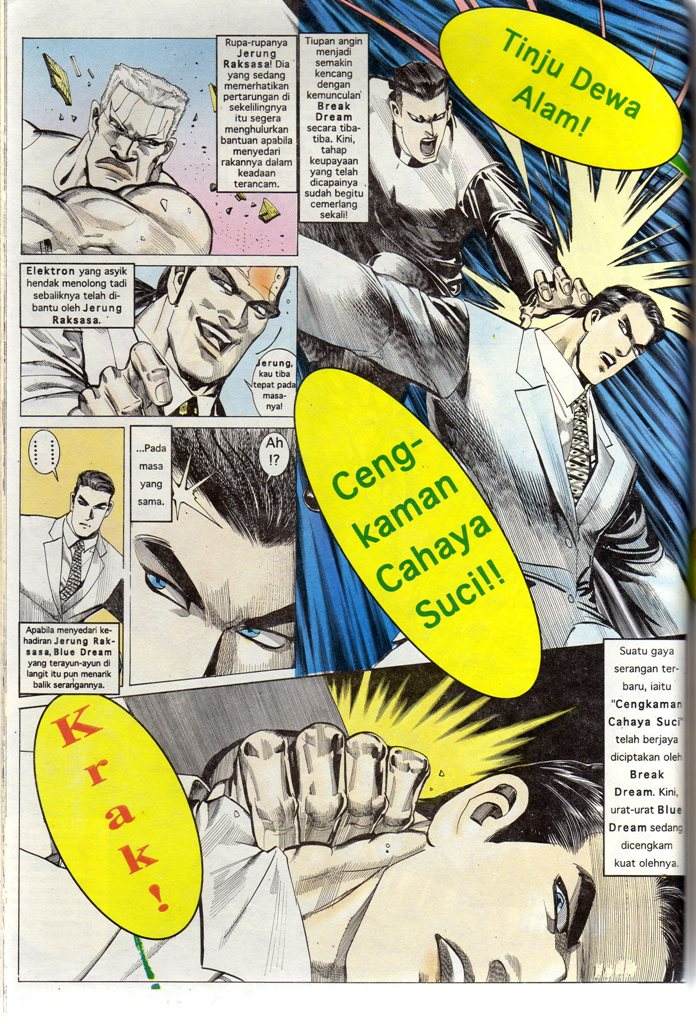 Rupa-rupanya
Jerung
Raksasa! Dia
yang sedang
memerhatikan
pertarungan di
sekelilingnya
itu segera
menghulurkan
bantuan apabila
menyedari
rakannya dalam
keadaan
terancam.
Tiupan angin
menjadi
semakin
kencang
dengan
kemunculan
Break
Dream
secara tiba-
tiba. Kini,
tahap
keupayaan
yang telah
dicapainya
sudah begitu
cemerlang
sekali!
Tinju Dewa
Alam!
Elektron yang asyik
hendak menolong tadi
sebaliknya telah di-
bantu oleh Jerung
Raksasa.
Jerung,
kau tiba
tepat pada
masa-
nya!
Ceng-
kaman
Cahaya
Suci!!
Apabila menyedari ke-
hadiran Jerung Rak-
sasa, Blue Dream
yang terayun-ayun di
langit itu pun menarik
balik serangannya.
...Pada
masa
yang
sama.
Ah
!?
Suatu gaya
serangan ter-
baru, iaitu
"Cengkaman
Cahaya Suci"
telah berjaya
diciptakan oleh
Break
Dream. Kini,
urat-urat Blue
Dream sedang
dicengkam
kuat olehnya.
Krak!